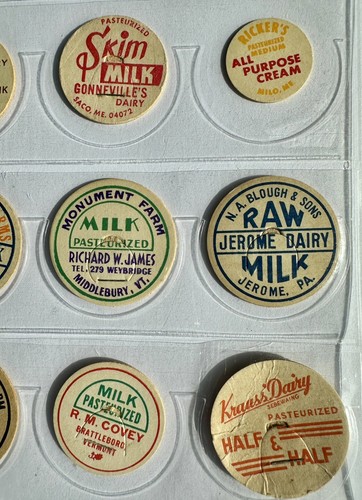 PASTEURIZED
Skim
MILK
GONNEVILLE'S
DAIRY
SACO, ME. 04072
RICKER'S
PASTEURIZED
MEDIUM
ALL
PURPOSE
CREAM
MILO, ME.
MONUMENT FARM
MILK
PASTEURIZED
RICHARD W. JAMES
TEL. 279 WEYBRIDGE
MIDDLEBURY, VT.
N. A. BLOUGH & SONS
RAW
JEROME DAIRY
MILK
JEROME, PA.
MILK
PASTEURIZED
R. M. COVEY
BRATTLEBORO
VERMONT
Krauss' Dairy
SEBEWAING
PASTEURIZED
HALF
&
HALF